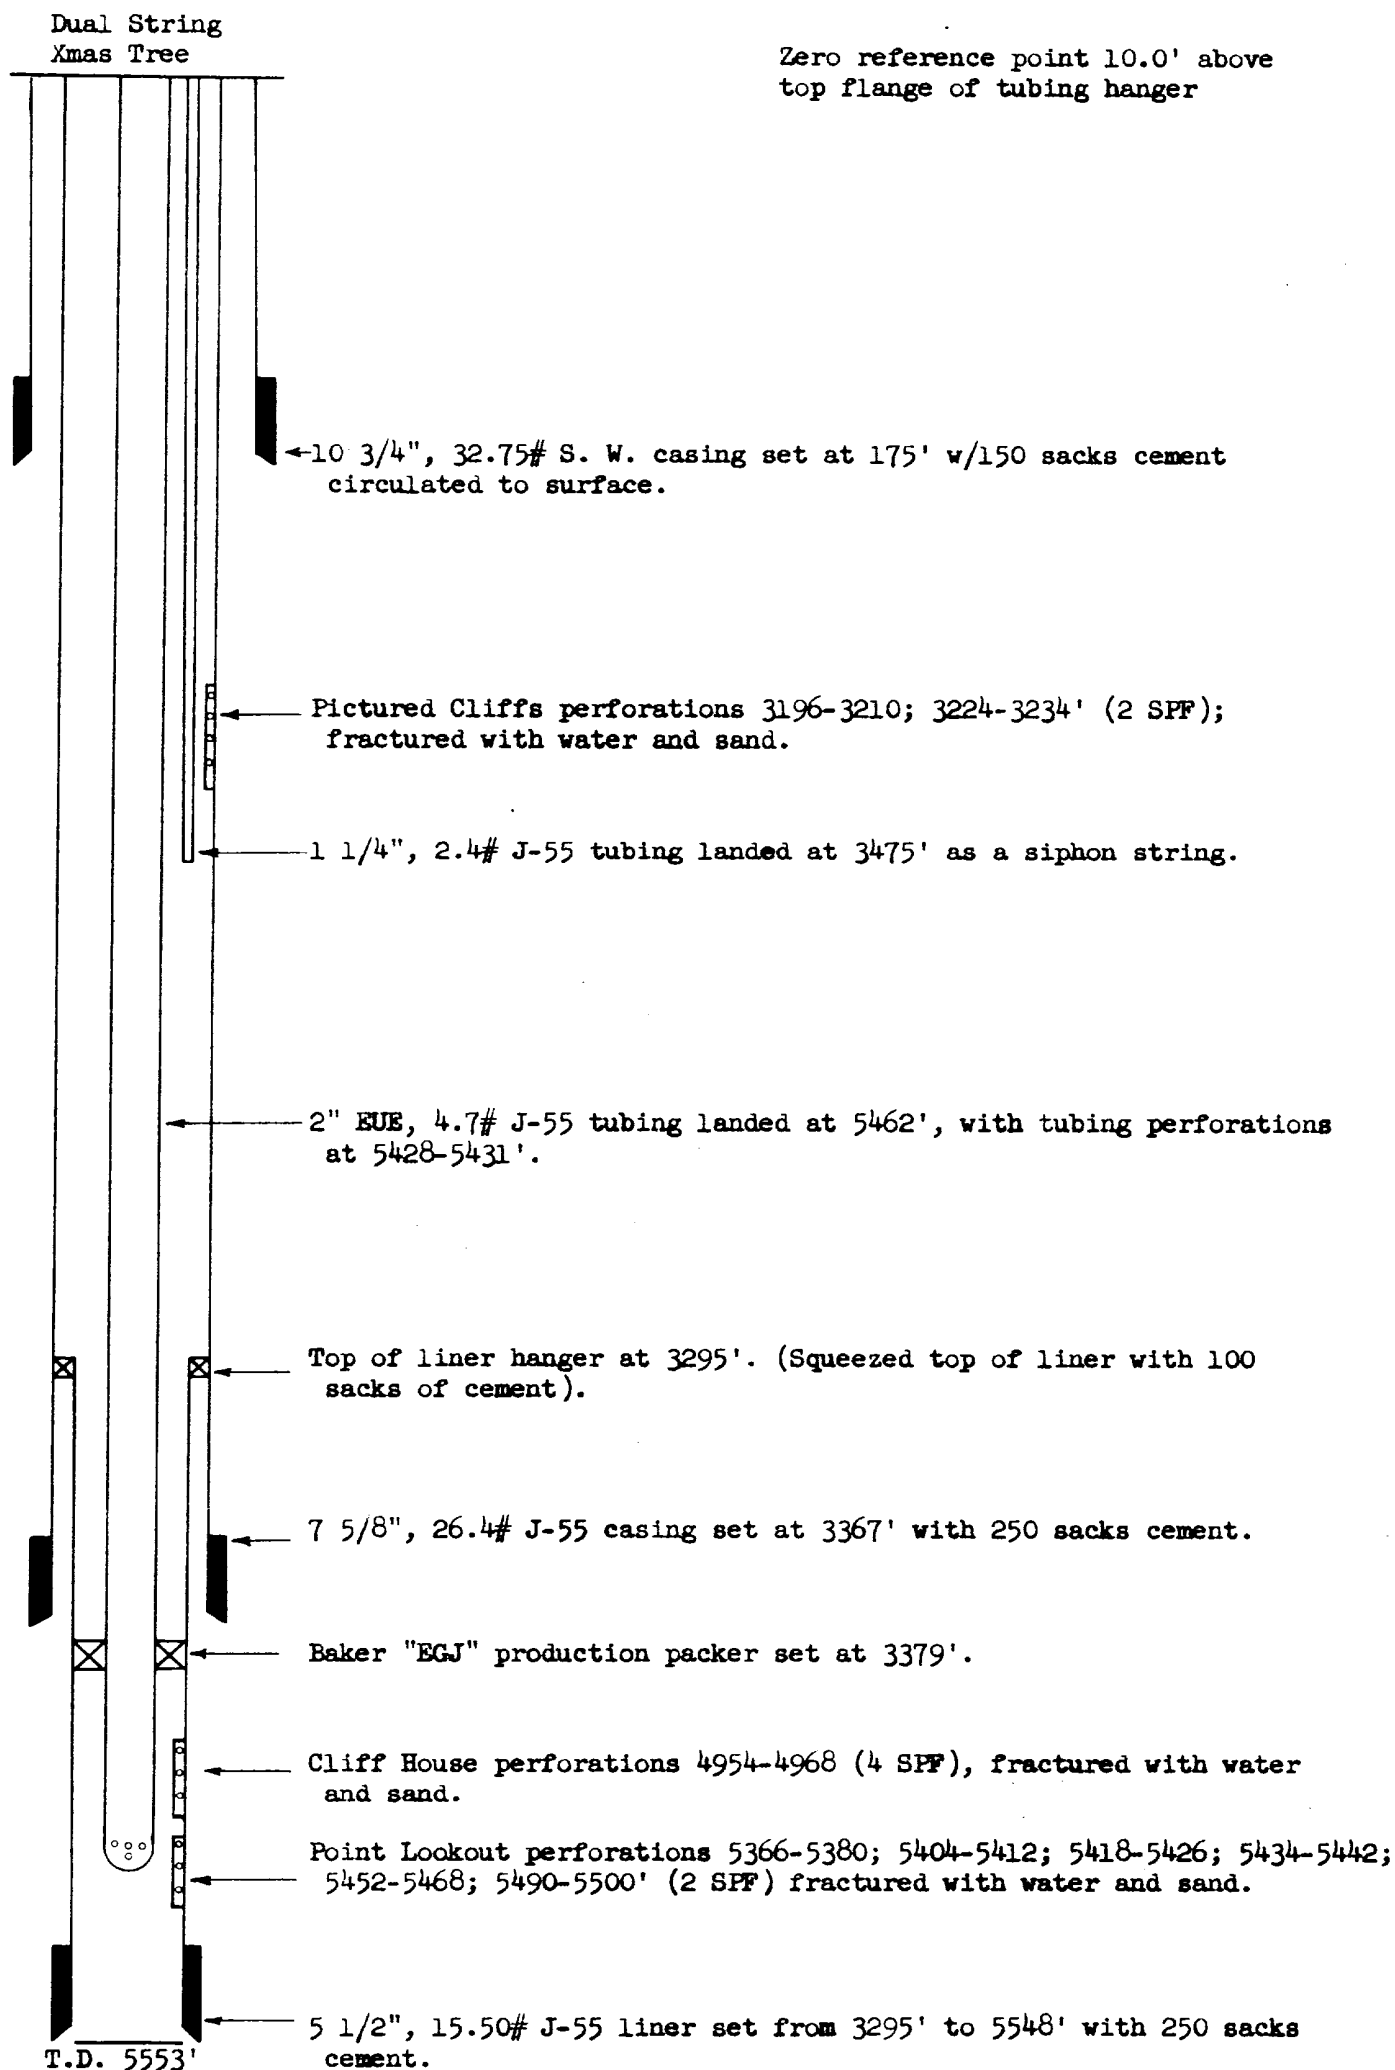 Dual String
Xmas Tree
Zero reference point 10.0' above
top flange of tubing hanger
10 3/4", 32.75# S. W. casing set at 175' w/150 sacks cement
circulated to surface.
Pictured Cliffs perforations 3196-3210; 3224-3234' (2 SPF);
fractured with water and sand.
1 1/4", 2.4# J-55 tubing landed at 3475' as a siphon string.
2" EUE, 4.7# J-55 tubing landed at 5462', with tubing perforations
at 5428-5431'.
Top of liner hanger at 3295'. (Squeezed top of liner with 100
sacks of cement).
7 5/8", 26.4# J-55 casing set at 3367' with 250 sacks cement.
Baker "EGJ" production packer set at 3379'.
Cliff House perforations 4954-4968 (4 SPF), fractured with water
and sand.
Point Lookout perforations 5366-5380; 5404-5412; 5418-5426; 5434-5442;
5452-5468; 5490-5500' (2 SPF) fractured with water and sand.
5 1/2", 15.50# J-55 liner set from 3295' to 5548' with 250 sacks
cement.
T.D. 5553'